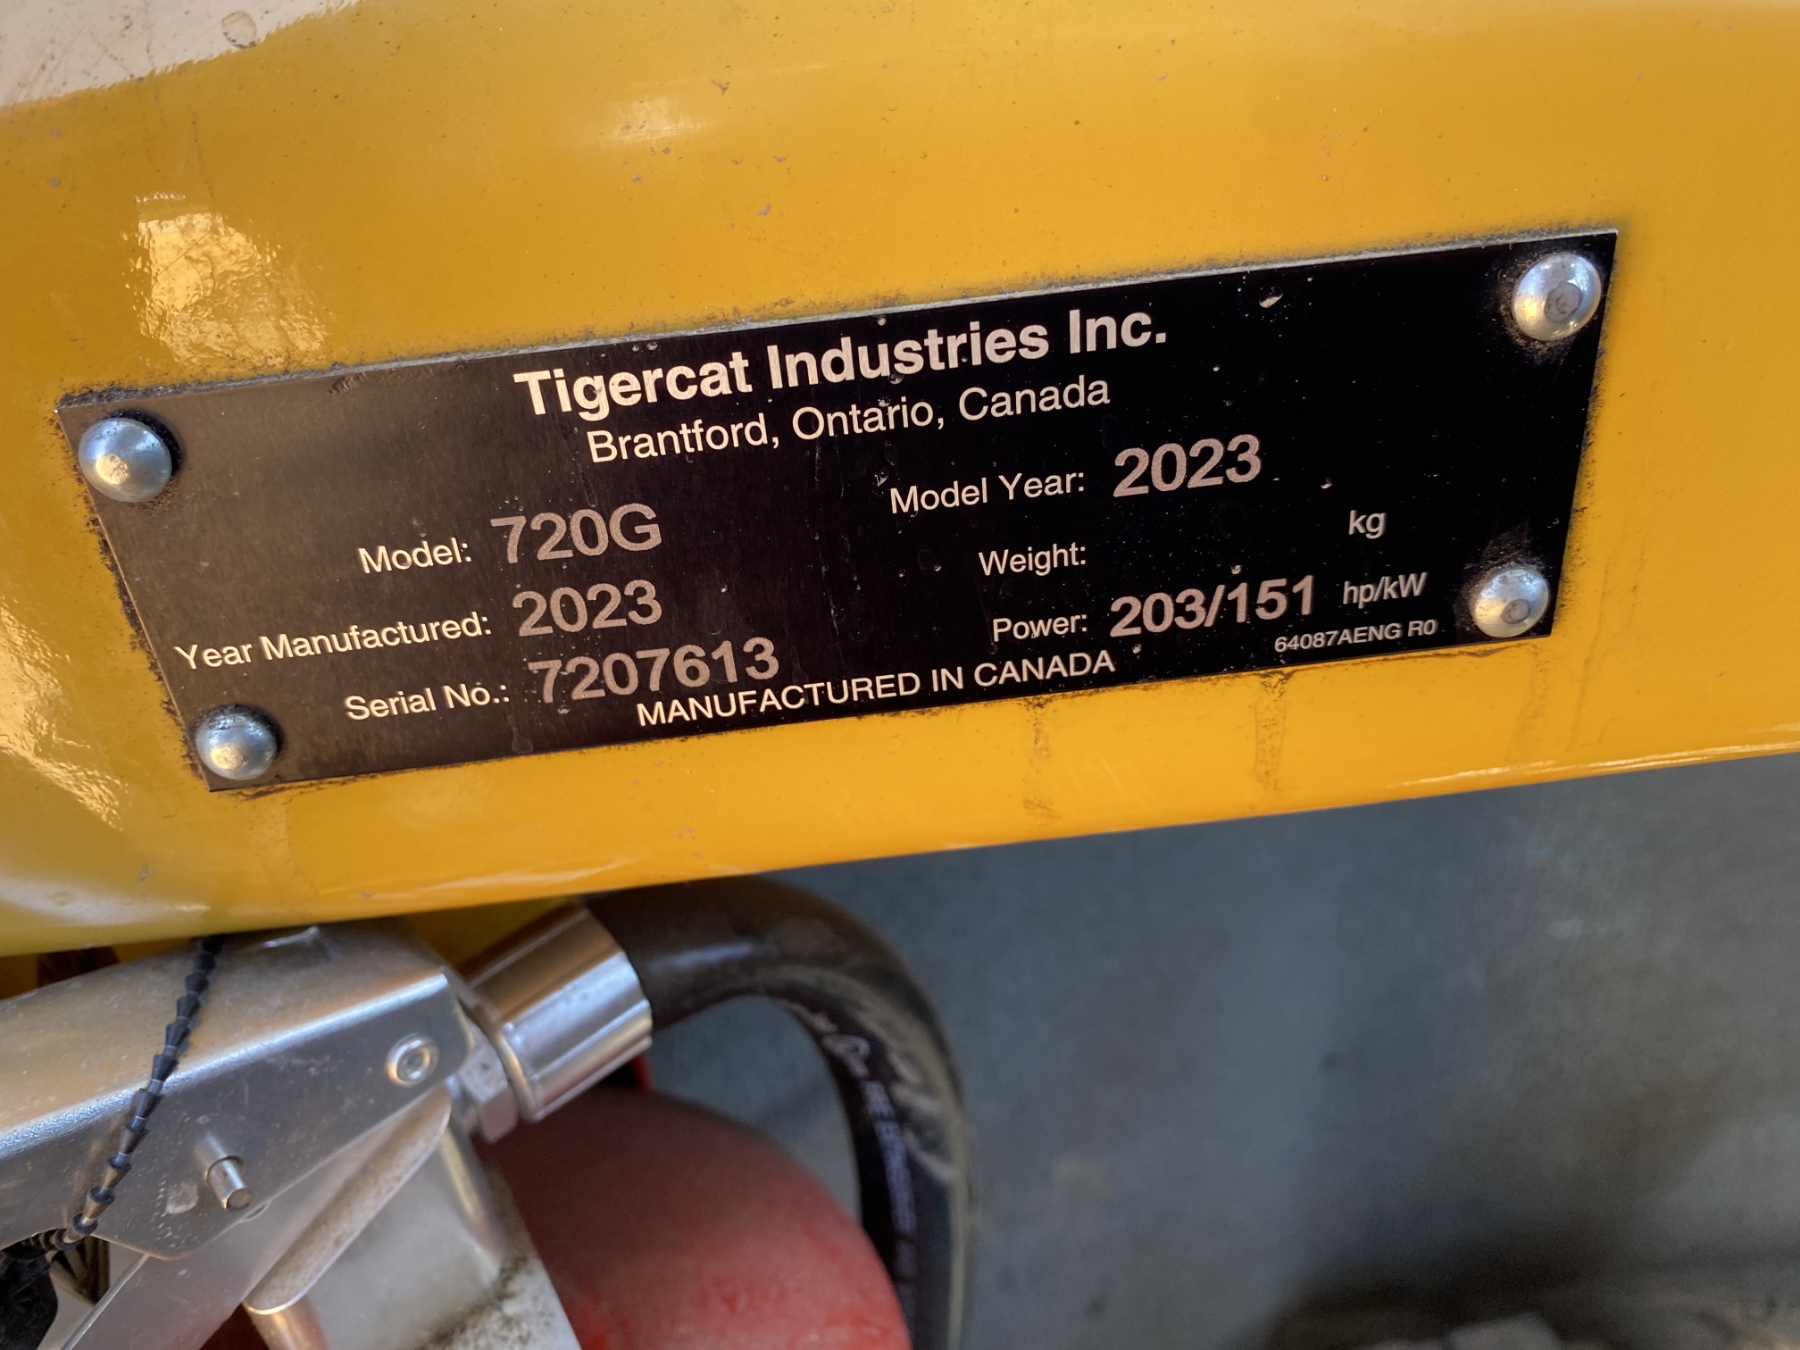 Tigercat Industries Inc.
Brantford, Ontario, Canada
Model: 720G
Model Year: 2023
Year Manufactured: 2023
Weight: kg
Serial No.: 7207613
Power: 203/151 hp/kW
MANUFACTURED IN CANADA
64087AENG R0